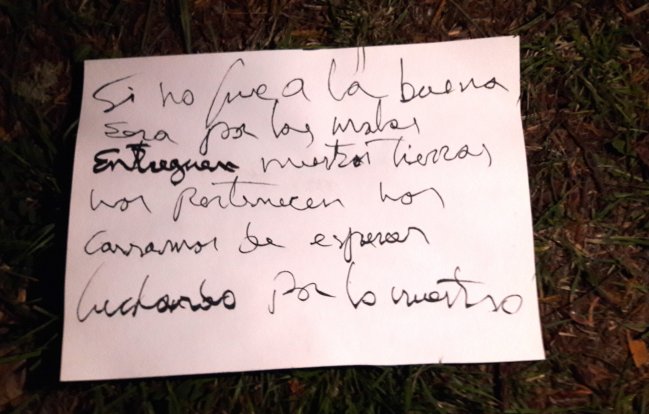 Si no fue a la buena
sera por las malas
Entreguen nuestras tierras
nos pertenecen nos
cansamos de esperar
luchando por lo nuestro